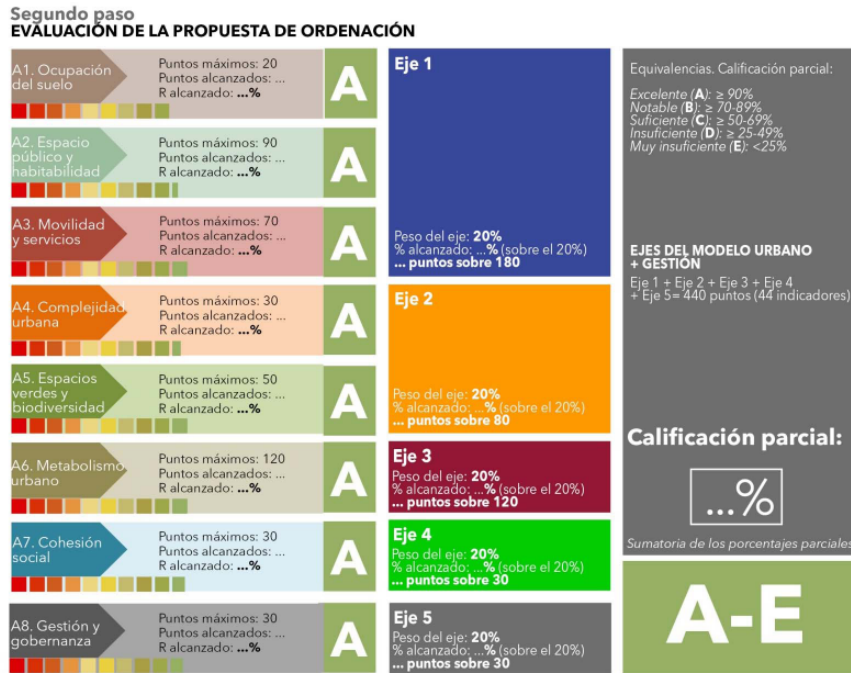 Segundo paso
EVALUACIÓN DE LA PROPUESTA DE ORDENACIÓN
A1. Ocupación
del suelo
Puntos máximos: 20
Puntos alcanzados: ...
R alcanzado: ...%
A
A2. Espacio
público y
habitabilidad
Puntos máximos: 90
Puntos alcanzados: ...
R alcanzado: ...%
A
A3. Movilidad
y servicios
Puntos máximos: 70
Puntos alcanzados: ...
R alcanzado: ...%
A
A4. Complejidad
urbana
Puntos máximos: 30
Puntos alcanzados: ...
R alcanzado: ...%
A
A5. Espacios
verdes y
biodiversidad
Puntos máximos: 50
Puntos alcanzados: ...
R alcanzado: ...%
A
A6. Metabolismo
urbano
Puntos máximos: 120
Puntos alcanzados: ...
R alcanzado: ...%
A
A7. Cohesión
social
Puntos máximos: 30
Puntos alcanzados: ...
R alcanzado: ...%
A
A8. Gestión y
gobernanza
Puntos máximos: 30
Puntos alcanzados: ...
R alcanzado: ...%
A
Eje 1
Peso del eje: 20%
% alcanzado: ...% (sobre el 20%)
... puntos sobre 180
Eje 2
Peso del eje: 20%
% alcanzado: ...% (sobre el 20%)
... puntos sobre 80
Eje 3
Peso del eje: 20%
% alcanzado: ...% (sobre el 20%)
... puntos sobre 120
Eje 4
Peso del eje: 20%
% alcanzado: ...% (sobre el 20%)
... puntos sobre 30
Eje 5
Peso del eje: 20%
% alcanzado: ...% (sobre el 20%)
... puntos sobre 30
Equivalencias. Calificación parcial:
Excelente (A): ≥ 90%
Notable (B): ≥ 70-89%
Suficiente (C): ≥ 50-69%
Insuficiente (D): ≥ 25-49%
Muy insuficiente (E): <25%
EJES DEL MODELO URBANO
+ GESTIÓN
Eje 1 + Eje 2 + Eje 3 + Eje 4
+ Eje 5= 440 puntos (44 indicadores)
Calificación parcial:
...%
Sumatoria de los porcentajes parciales
A-E